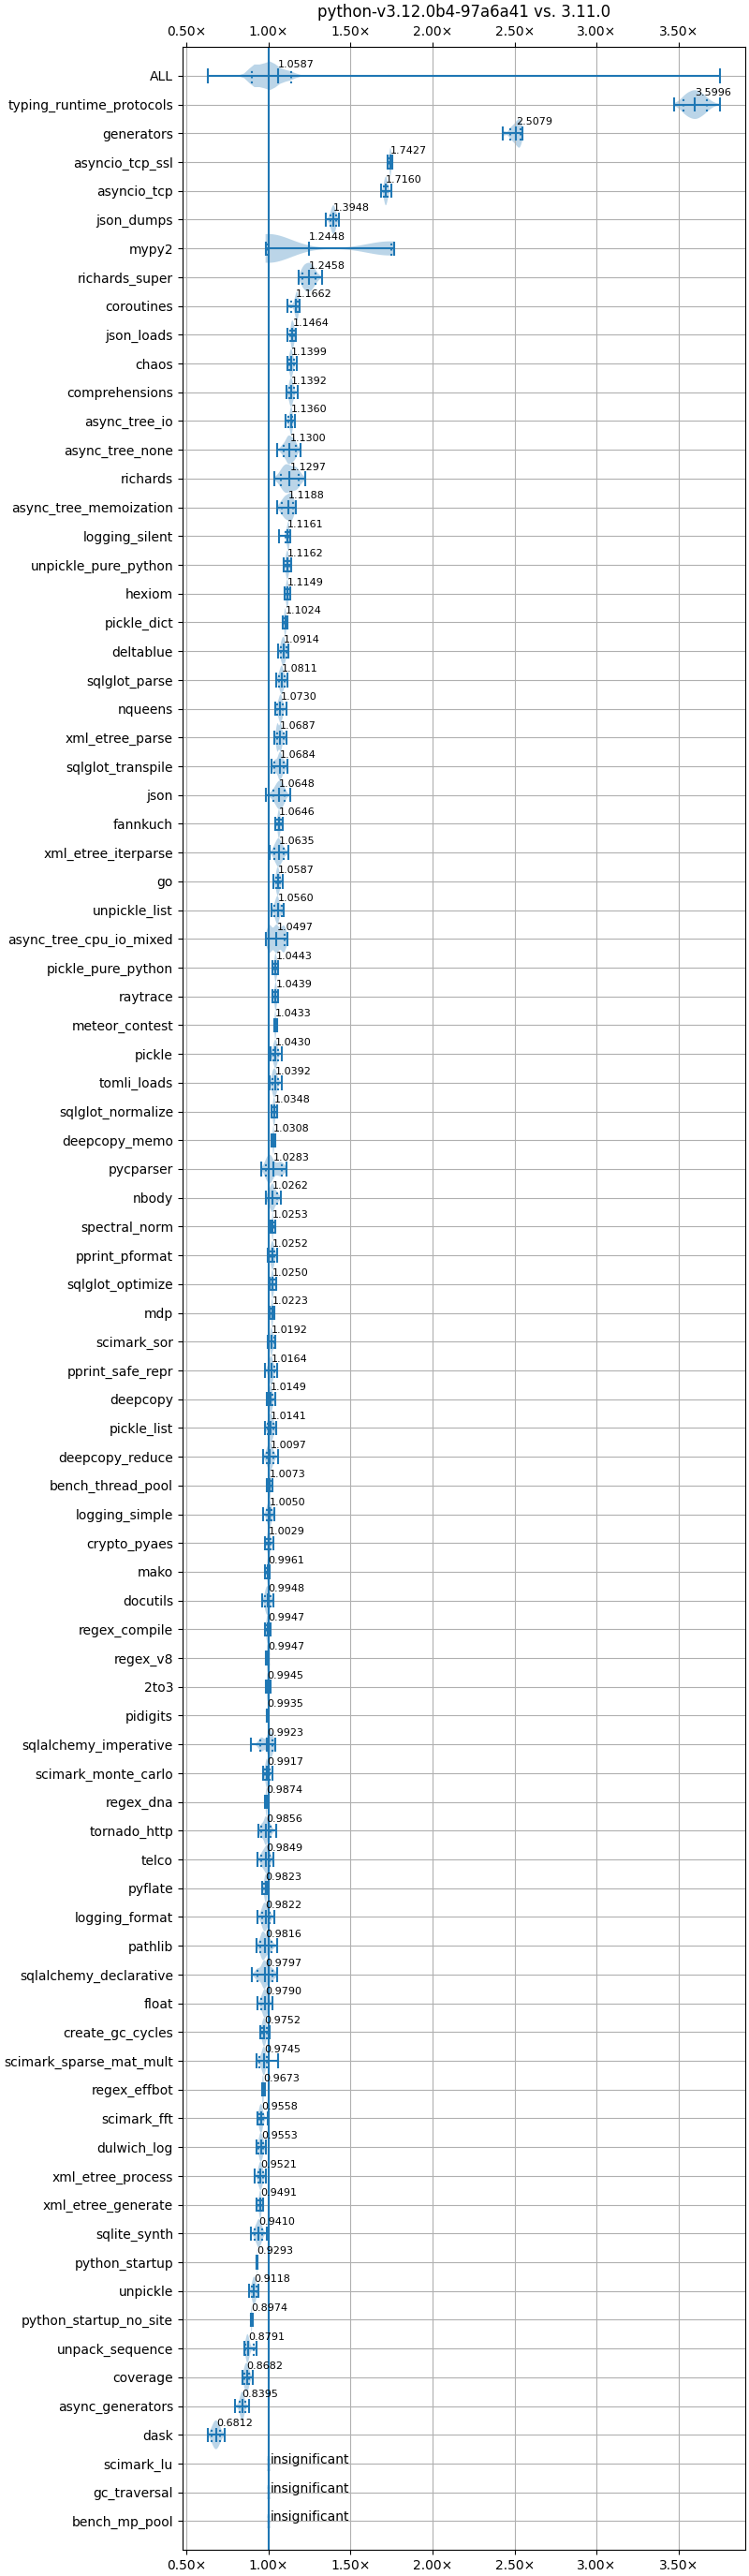 python-v3.12.0b4-97a6a41 vs. 3.11.0
0.50× 1.00× 1.50× 2.00× 2.50× 3.00× 3.50×
ALL 1.0587
typing_runtime_protocols 3.5996
generators 2.5079
asyncio_tcp_ssl 1.7427
asyncio_tcp 1.7160
json_dumps 1.3948
mypy2 1.2448
richards_super 1.2458
coroutines 1.1662
json_loads 1.1464
chaos 1.1399
comprehensions 1.1392
async_tree_io 1.1360
async_tree_none 1.1300
richards 1.1297
async_tree_memoization 1.1188
logging_silent 1.1161
unpickle_pure_python 1.1162
hexiom 1.1149
pickle_dict 1.1024
deltablue 1.0914
sqlglot_parse 1.0811
nqueens 1.0730
xml_etree_parse 1.0687
sqlglot_transpile 1.0684
json 1.0648
fannkuch 1.0646
xml_etree_iterparse 1.0635
go 1.0587
unpickle_list 1.0560
async_tree_cpu_io_mixed 1.0497
pickle_pure_python 1.0443
raytrace 1.0439
meteor_contest 1.0433
pickle 1.0430
tomli_loads 1.0392
sqlglot_normalize 1.0348
deepcopy_memo 1.0308
pycparser 1.0283
nbody 1.0262
spectral_norm 1.0253
pprint_pformat 1.0252
sqlglot_optimize 1.0250
mdp 1.0223
scimark_sor 1.0192
pprint_safe_repr 1.0164
deepcopy 1.0149
pickle_list 1.0141
deepcopy_reduce 1.0097
bench_thread_pool 1.0073
logging_simple 1.0050
crypto_pyaes 1.0029
mako 0.9961
docutils 0.9948
regex_compile 0.9947
regex_v8 0.9947
2to3 0.9945
pidigits 0.9935
sqlalchemy_imperative 0.9923
scimark_monte_carlo 0.9917
regex_dna 0.9874
tornado_http 0.9856
telco 0.9849
pyflate 0.9823
logging_format 0.9822
pathlib 0.9816
sqlalchemy_declarative 0.9797
float 0.9790
create_gc_cycles 0.9752
scimark_sparse_mat_mult 0.9745
regex_effbot 0.9673
scimark_fft 0.9558
dulwich_log 0.9553
xml_etree_process 0.9521
xml_etree_generate 0.9491
sqlite_synth 0.9410
python_startup 0.9293
unpickle 0.9118
python_startup_no_site 0.8974
unpack_sequence 0.8791
coverage 0.8682
async_generators 0.8395
dask 0.6812
scimark_lu insignificant
gc_traversal insignificant
bench_mp_pool insignificant
0.50× 1.00× 1.50× 2.00× 2.50× 3.00× 3.50×